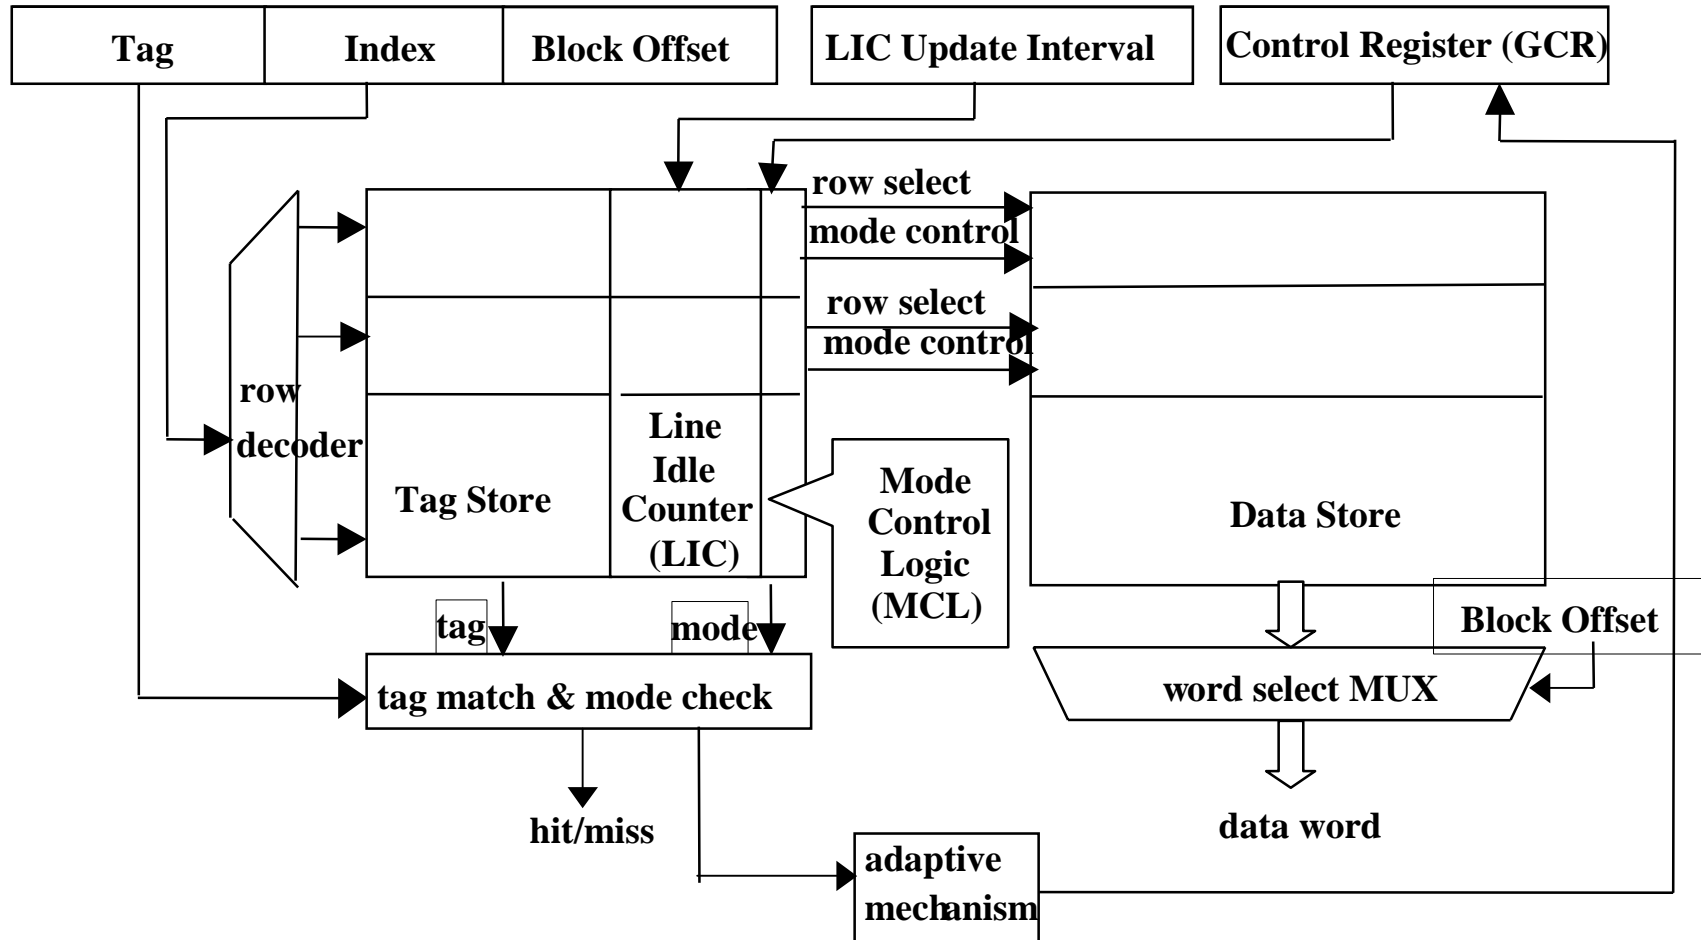 Tag
Index
Block Offset
LIC Update Interval
Control Register (GCR)
row select
mode control
row select
mode control
row
decoder
Tag Store
Line
Idle
Counter
(LIC)
Mode
Control
Logic
(MCL)
Data Store
tag
mode
Block Offset
tag match & mode check
word select MUX
hit/miss
data word
adaptive
mechanism